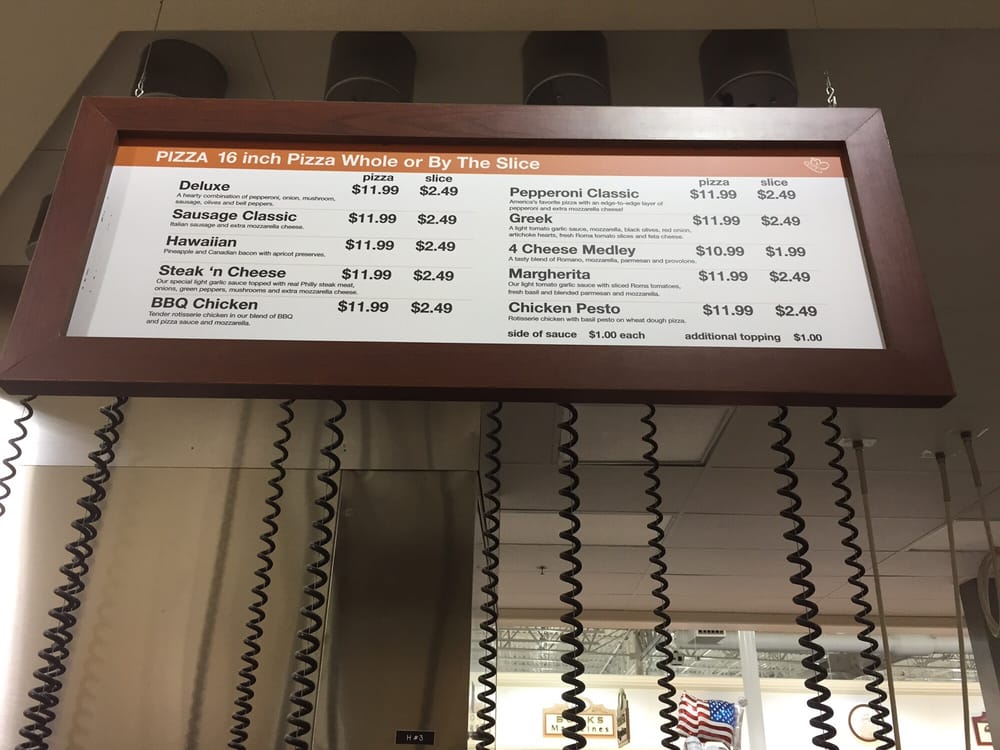 PIZZA 16 inch Pizza Whole or By The Slice
pizza slice
Deluxe $11.99 $2.49
A hearty combination of pepperoni, onion, mushroom,
sausage, olives and bell peppers.
Sausage Classic $11.99 $2.49
Italian sausage and extra mozzarella cheese.
Hawaiian $11.99 $2.49
Pineapple and Canadian bacon with apricot preserves.
Steak 'n Cheese $11.99 $2.49
Our special light garlic sauce topped with real Philly steak meat,
onions, green peppers, mushrooms and extra mozzarella cheese.
BBQ Chicken $11.99 $2.49
Tender rotisserie chicken in our blend of BBQ
and pizza sauce and mozzarella.
pizza slice
Pepperoni Classic $11.99 $2.49
America's favorite pizza with an edge-to-edge layer of
pepperoni and extra mozzarella cheese!
Greek $11.99 $2.49
A light tomato garlic sauce, mozzarella, black olives, red onion,
artichoke hearts, fresh Roma tomato slices and feta cheese.
4 Cheese Medley $10.99 $1.99
A tasty blend of Romano, mozzarella, parmesan and provolone.
Margherita $11.99 $2.49
Our light tomato garlic sauce with sliced Roma tomatoes,
fresh basil and blended parmesan and mozzarella.
Chicken Pesto $11.99 $2.49
Rotisserie chicken with basil pesto on wheat dough pizza.
side of sauce $1.00 each additional topping $1.00
BOOKS
Magazines
H#3